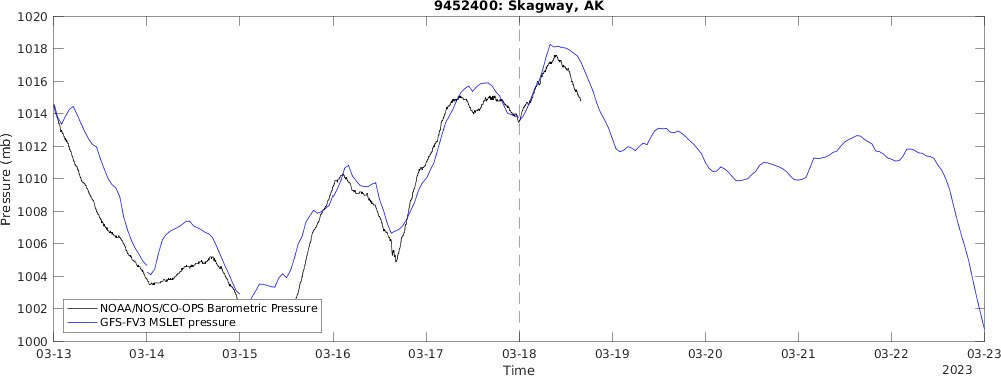 9452400: Skagway, AK
1020
1018
1016
1014
1012
1010
1008
1006
1004
1002
1000
Pressure (mb)
NOAA/NOS/CO-OPS Barometric Pressure
GFS-FV3 MSLET pressure
03-13 03-14 03-15 03-16 03-17 03-18 03-19 03-20 03-21 03-22 03-23
Time
2023